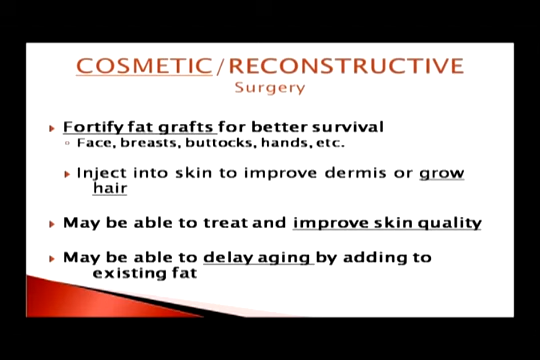 COSMETIC/RECONSTRUCTIVE
Surgery
Fortify fat grafts for better survival
Face, breasts, buttocks, hands, etc.
Inject into skin to improve dermis or grow
hair
May be able to treat and improve skin quality
May be able to delay aging by adding to
existing fat